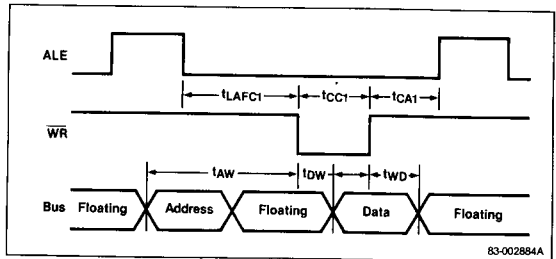 ALE
tLAFC1 tCC1 tCA1
WR
tAW tDW tWD
Bus Floating Address Floating Data Floating
83-002884A